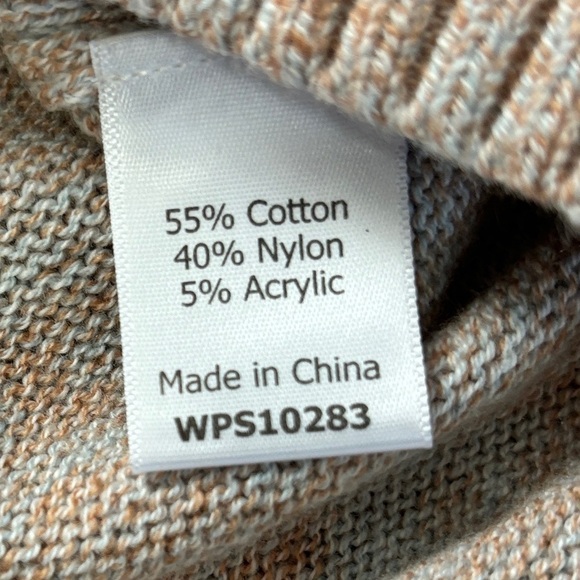 55% Cotton
40% Nylon
5% Acrylic
Made in China
WPS10283